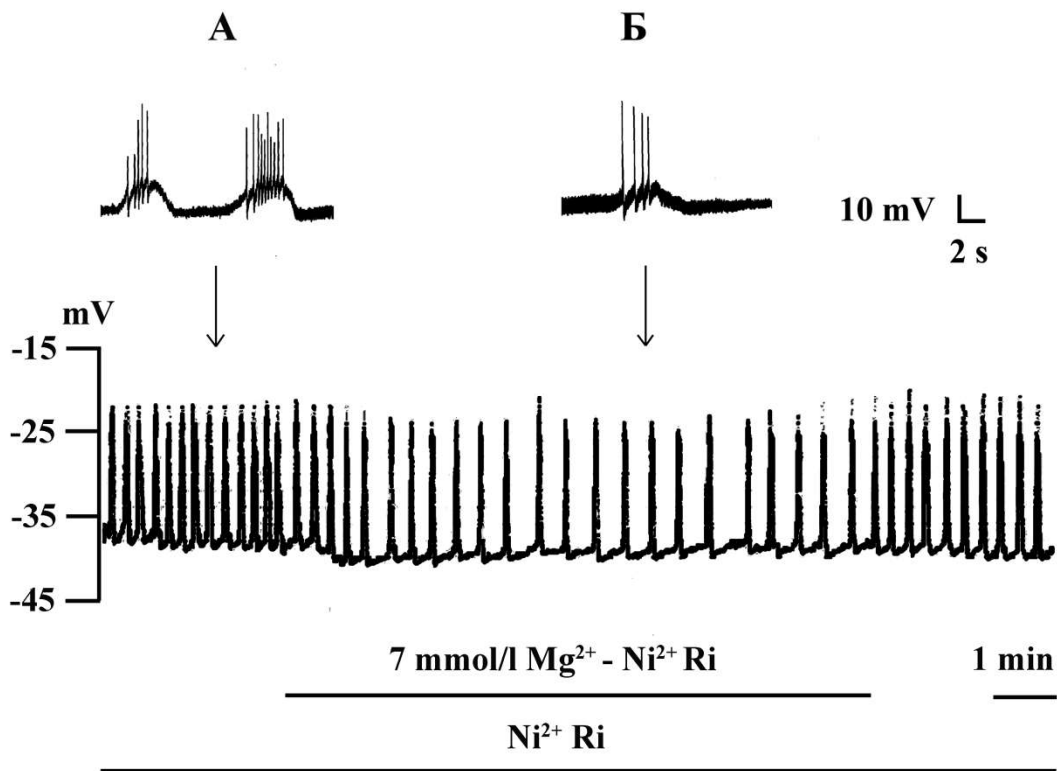 А Б
10 mV
2 s
mV
-15
-25
-35
-45
7 mmol/l Mg²⁺ - Ni²⁺ Ri
1 min
Ni²⁺ Ri